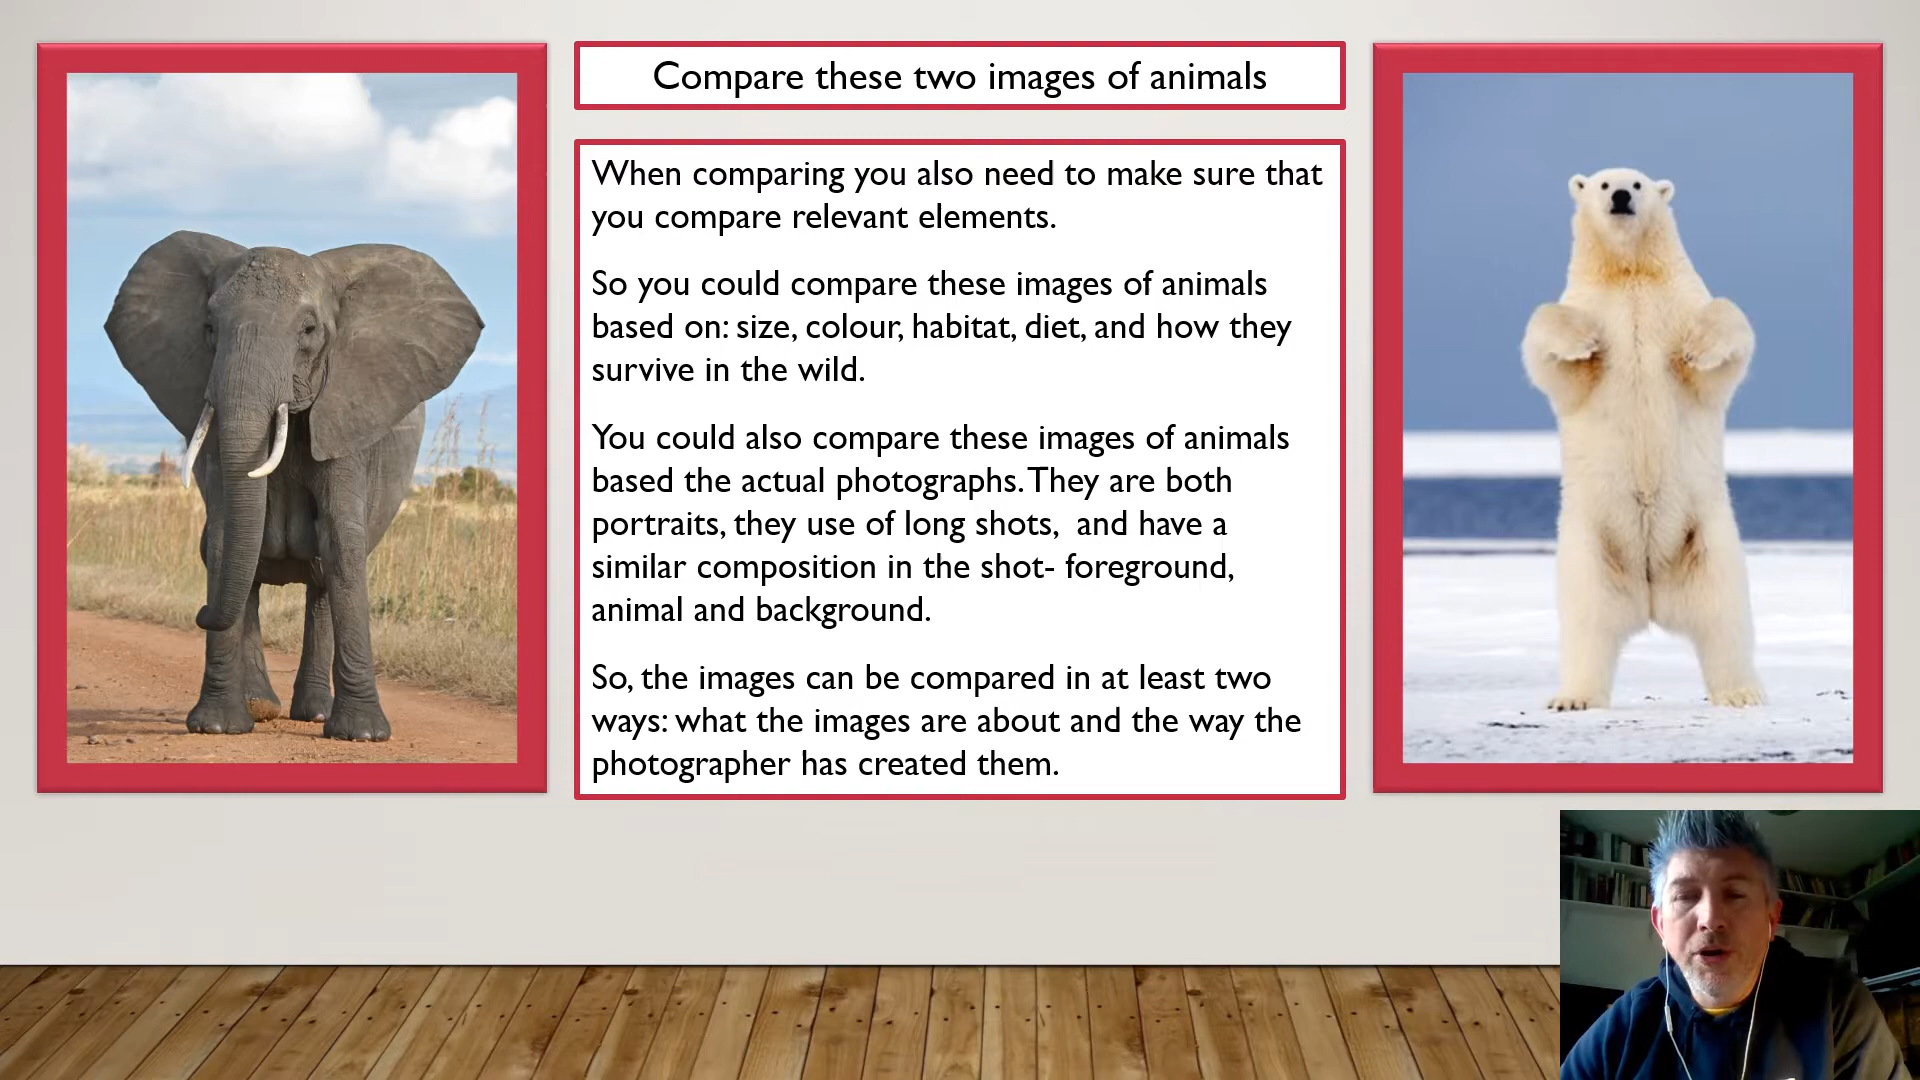 Compare these two images of animals
When comparing you also need to make sure that
you compare relevant elements.
So you could compare these images of animals
based on: size, colour, habitat, diet, and how they
survive in the wild.
You could also compare these images of animals
based the actual photographs. They are both
portraits, they use of long shots,  and have a
similar composition in the shot- foreground,
animal and background.
So, the images can be compared in at least two
ways: what the images are about and the way the
photographer has created them.